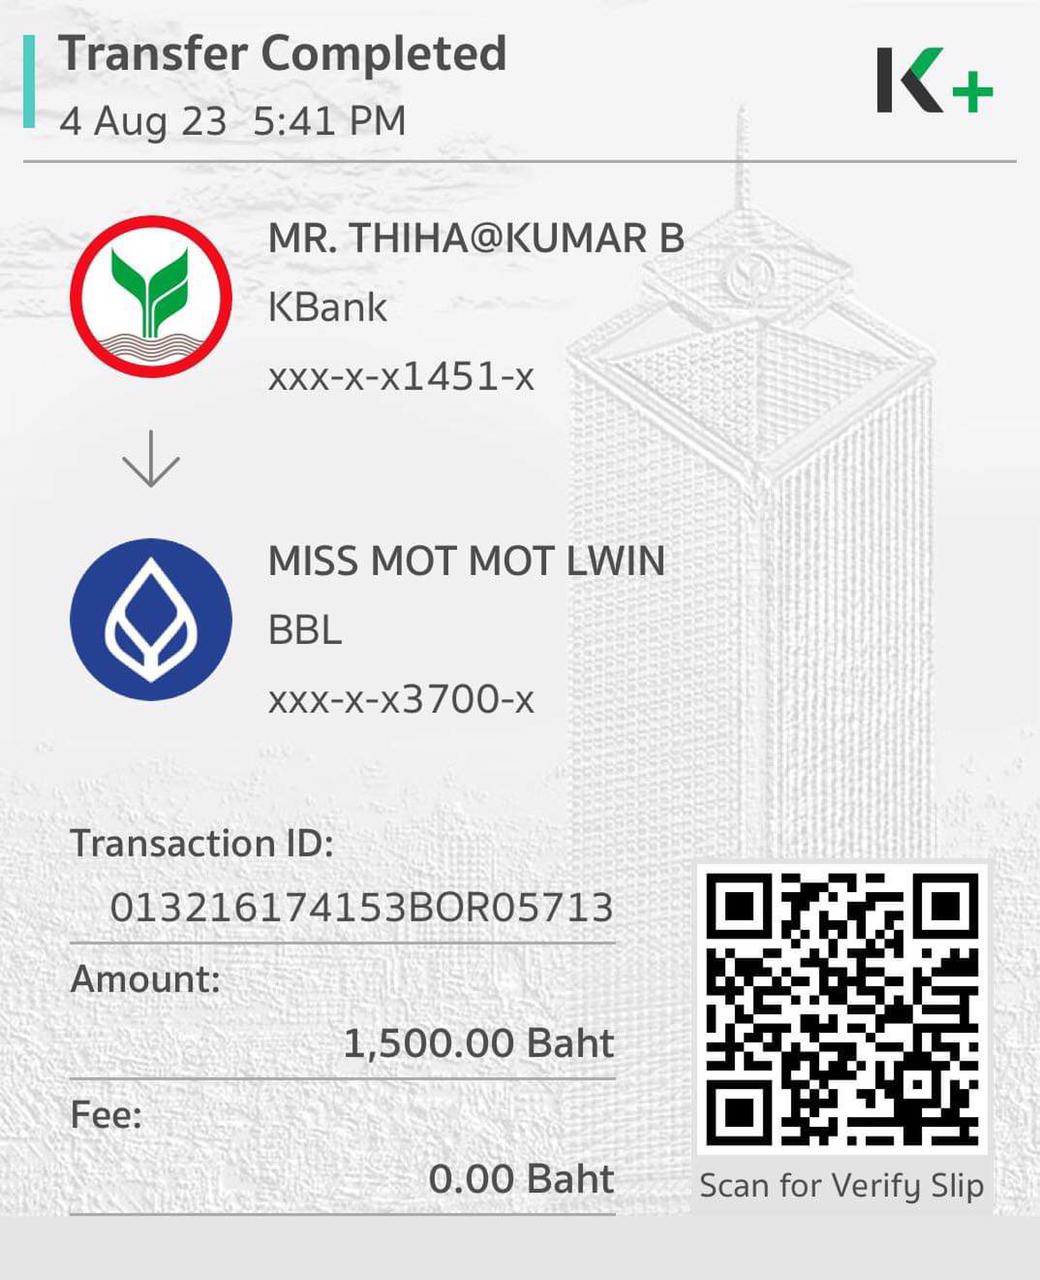 Transfer Completed
4 Aug 23 5:41 PM
K+
MR. THIHA@KUMAR B
KBank
xxx-x-x1451-x
MISS MOT MOT LWIN
BBL
xxx-x-x3700-x
Transaction ID:
013216174153BOR05713
Amount:
1,500.00 Baht
Fee:
0.00 Baht
Scan for Verify Slip